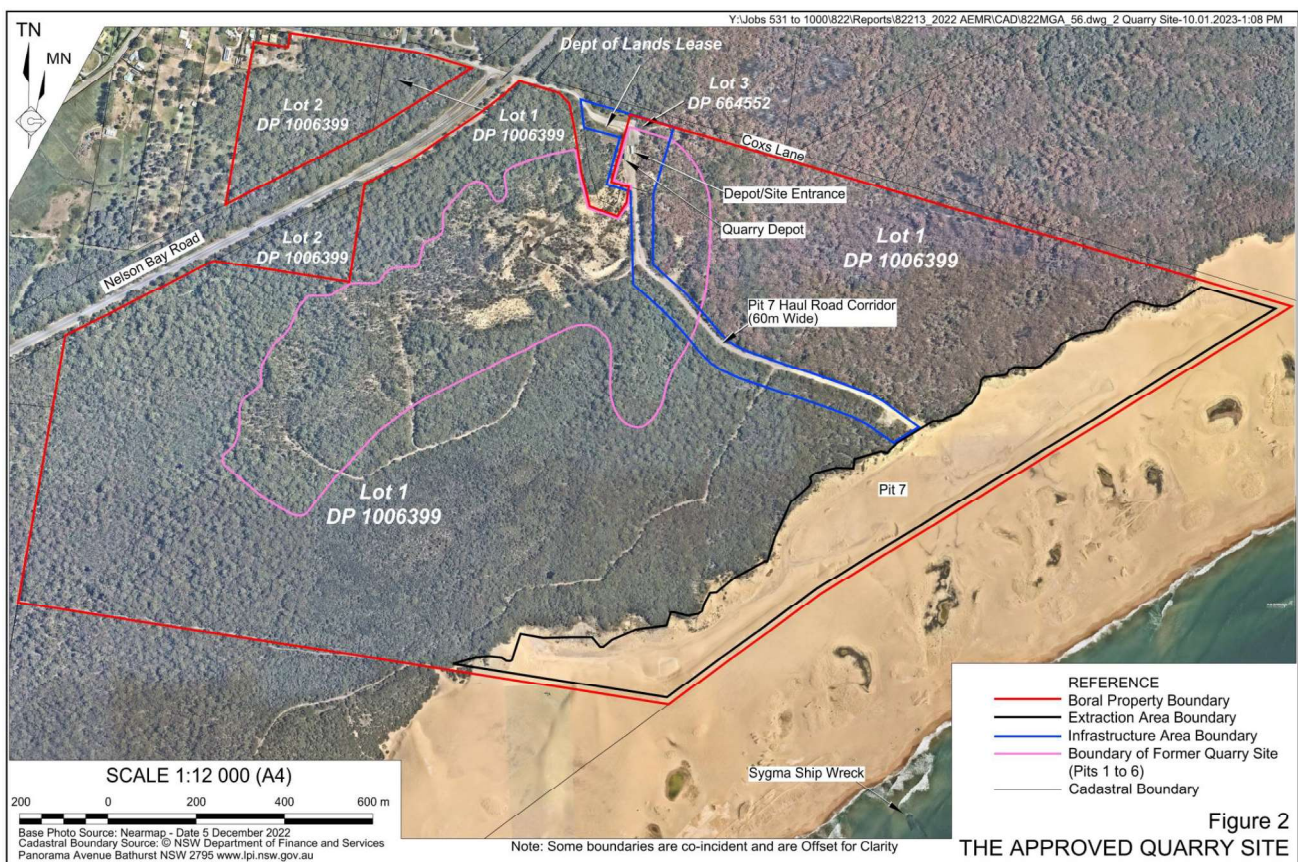 Y:\Jobs 531 to 1000\822\Reports\82213_2022 AEMR\CAD\822MGA_56.dwg_2 Quarry Site-10.01.2023-1:08 PM
TN
MN
Dept of Lands Lease
Lot 2
DP 1006399
Lot 1
DP 1006399
Lot 3
DP 664552
Coxs Lane
Depot/Site Entrance
Quarry Depot
Lot 1
DP 1006399
Lot 2
DP 1006399
Nelson Bay Road
Pit 7 Haul Road Corridor
(60m Wide)
Lot 1
DP 1006399
Pit 7
Sygma Ship Wreck
REFERENCE
Boral Property Boundary
Extraction Area Boundary
Infrastructure Area Boundary
Boundary of Former Quarry Site
(Pits 1 to 6)
Cadastral Boundary
SCALE 1:12 000 (A4)
200 0 200 400 600 m
Base Photo Source: Nearmap - Date 5 December 2022
Cadastral Boundary Source: © NSW Department of Finance and Services
Panorama Avenue Bathurst NSW 2795 www.lpi.nsw.gov.au
Note: Some boundaries are co-incident and are Offset for Clarity
Figure 2
THE APPROVED QUARRY SITE